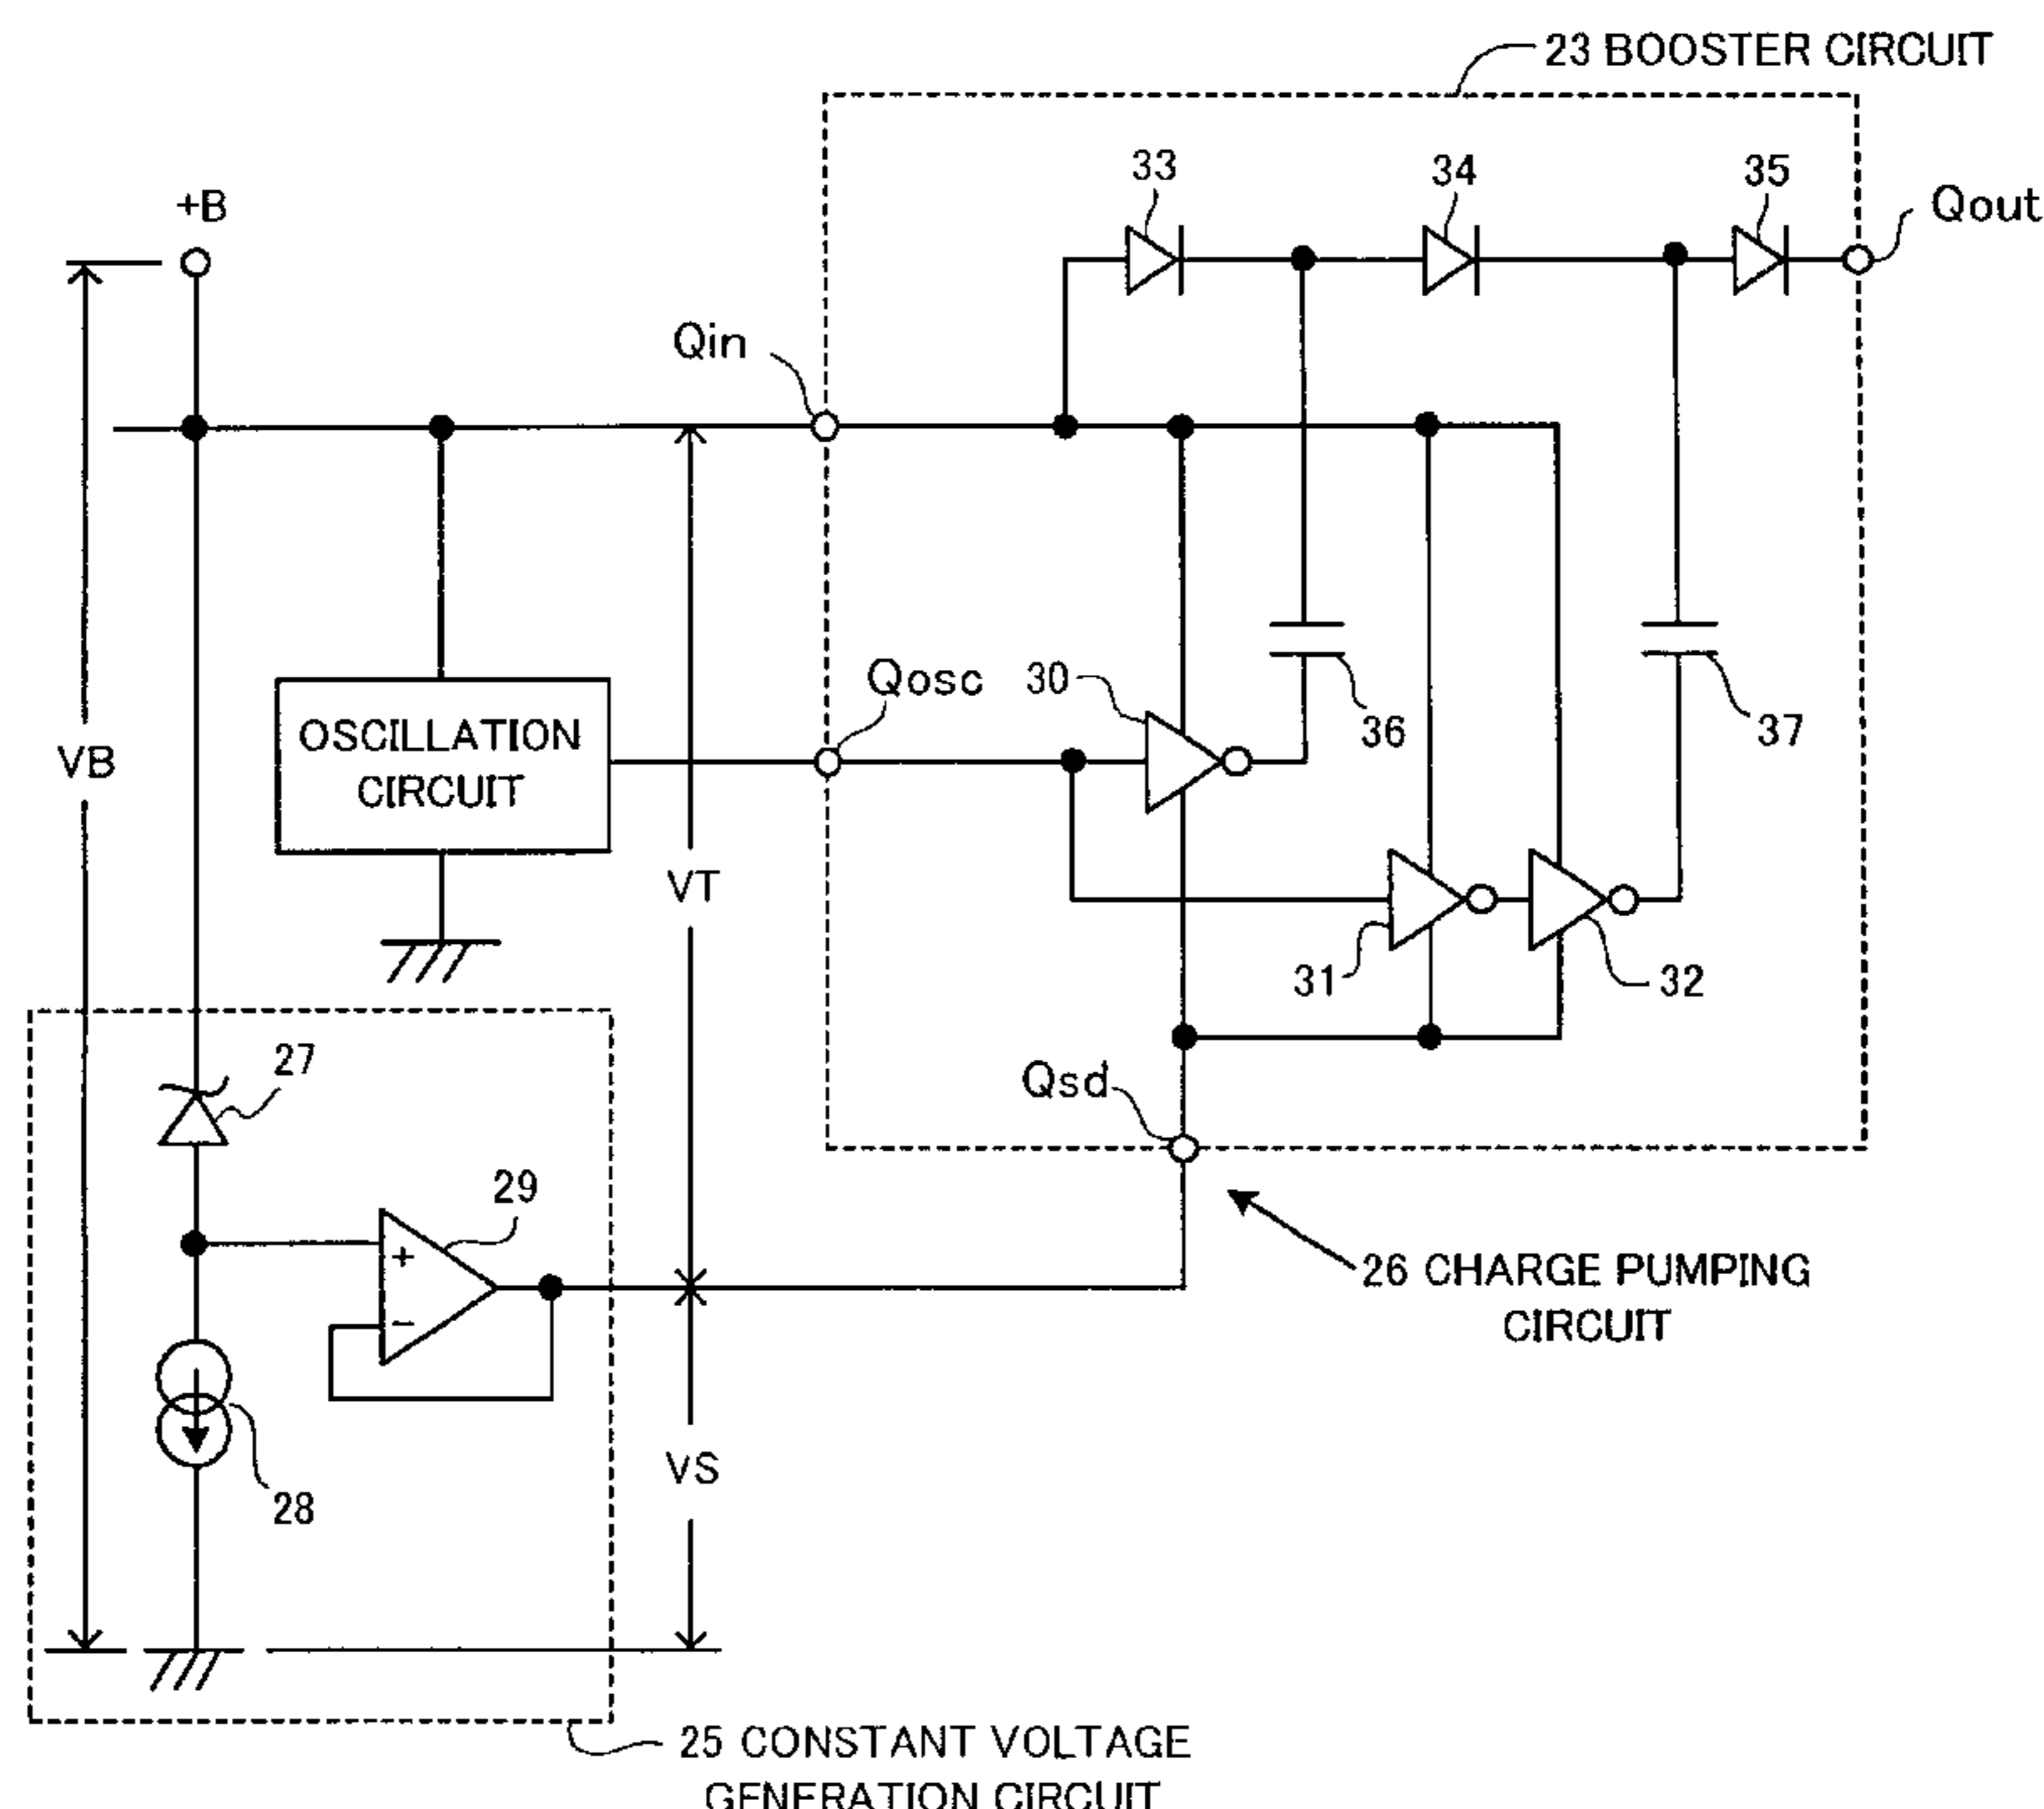 23 BOOSTER CIRCUIT
33
34
35
Qout
+B
Qin
Qosc
30
36
37
OSCILLATION
CIRCUIT
VB
VT
31
32
27
Qsd
29
+
−
26 CHARGE PUMPING
CIRCUIT
28
VS
25 CONSTANT VOLTAGE
GENERATION CIRCUIT